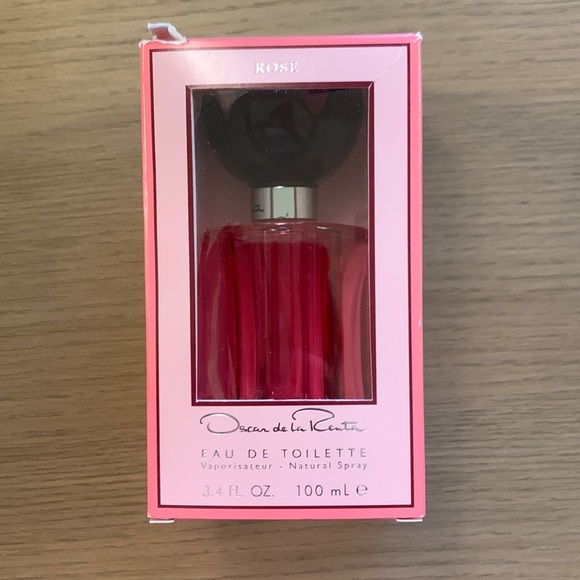 ROSE
Oscar de la Renta
EAU DE TOILETTE
Vaporisateur - Natural Spray
3.4 FL. OZ. 100 mL e